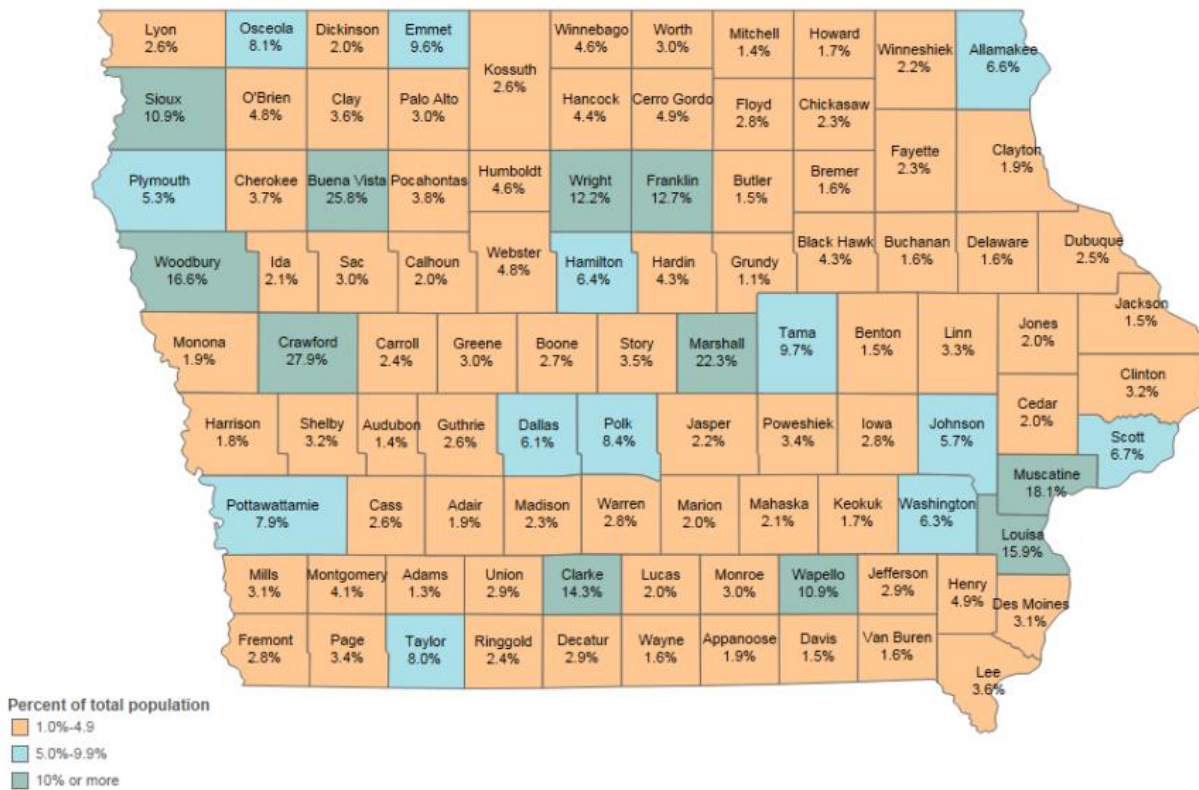 Lyon
2.6%
Osceola
8.1%
Dickinson
2.0%
Emmet
9.6%
Kossuth
2.6%
Winnebago
4.6%
Worth
3.0%
Mitchell
1.4%
Howard
1.7%
Winneshiek
2.2%
Allamakee
6.6%
Sioux
10.9%
O'Brien
4.8%
Clay
3.6%
Palo Alto
3.0%
Hancock
4.4%
Cerro Gordo
4.9%
Floyd
2.8%
Chickasaw
2.3%
Fayette
2.3%
Clayton
1.9%
Plymouth
5.3%
Cherokee
3.7%
Buena Vista
25.8%
Pocahontas
3.8%
Humboldt
4.6%
Wright
12.2%
Franklin
12.7%
Butler
1.5%
Bremer
1.6%
Woodbury
16.6%
Ida
2.1%
Sac
3.0%
Calhoun
2.0%
Webster
4.8%
Hamilton
6.4%
Hardin
4.3%
Grundy
1.1%
Black Hawk
4.3%
Buchanan
1.6%
Delaware
1.6%
Dubuque
2.5%
Monona
1.9%
Crawford
27.9%
Carroll
2.4%
Greene
3.0%
Boone
2.7%
Story
3.5%
Marshall
22.3%
Tama
9.7%
Benton
1.5%
Linn
3.3%
Jones
2.0%
Jackson
1.5%
Clinton
3.2%
Harrison
1.8%
Shelby
3.2%
Audubon
1.4%
Guthrie
2.6%
Dallas
6.1%
Polk
8.4%
Jasper
2.2%
Poweshiek
3.4%
Iowa
2.8%
Johnson
5.7%
Cedar
2.0%
Scott
6.7%
Muscatine
18.1%
Pottawattamie
7.9%
Cass
2.6%
Adair
1.9%
Madison
2.3%
Warren
2.8%
Marion
2.0%
Mahaska
2.1%
Keokuk
1.7%
Washington
6.3%
Louisa
15.9%
Mills
3.1%
Montgomery
4.1%
Adams
1.3%
Union
2.9%
Clarke
14.3%
Lucas
2.0%
Monroe
3.0%
Wapello
10.9%
Jefferson
2.9%
Henry
4.9%
Des Moines
3.1%
Fremont
2.8%
Page
3.4%
Taylor
8.0%
Ringgold
2.4%
Decatur
2.9%
Wayne
1.6%
Appanoose
1.9%
Davis
1.5%
Van Buren
1.6%
Lee
3.6%
Percent of total population
1.0%-4.9
5.0%-9.9%
10% or more